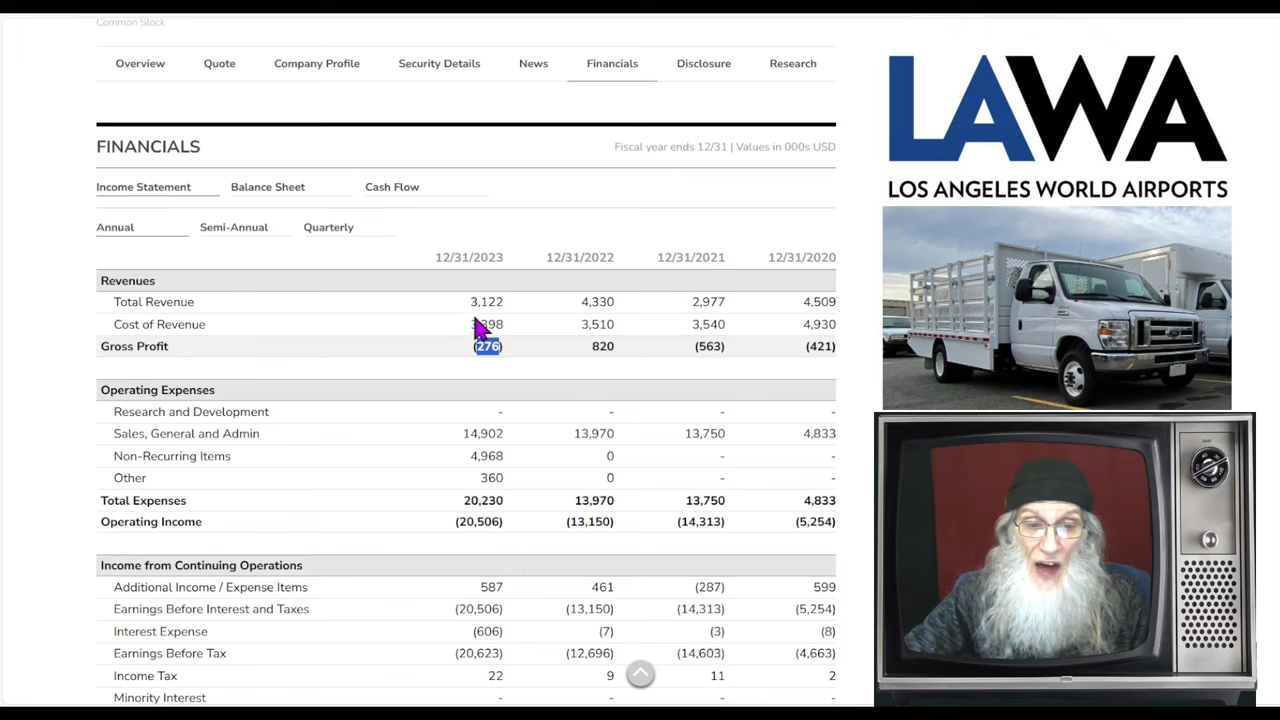 Common Stock
Overview Quote Company Profile Security Details News Financials Disclosure Research
FINANCIALS Fiscal year ends 12/31 | Values in 000s USD
Income Statement Balance Sheet Cash Flow
Annual Semi-Annual Quarterly
12/31/2023 12/31/2022 12/31/2021 12/31/2020
Revenues
Total Revenue 3,122 4,330 2,977 4,509
Cost of Revenue 3,398 3,510 3,540 4,930
Gross Profit (276) 820 (563) (421)
Operating Expenses
Research and Development - - - -
Sales, General and Admin 14,902 13,970 13,750 4,833
Non-Recurring Items 4,968 0 - -
Other 360 0 - -
Total Expenses 20,230 13,970 13,750 4,833
Operating Income (20,506) (13,150) (14,313) (5,254)
Income from Continuing Operations
Additional Income / Expense Items 587 461 (287) 599
Earnings Before Interest and Taxes (20,506) (13,150) (14,313) (5,254)
Interest Expense (606) (7) (3) (8)
Earnings Before Tax (20,623) (12,696) (14,603) (4,663)
Income Tax 22 9 11 2
Minority Interest - - - -
LAWA
LOS ANGELES WORLD AIRPORTS